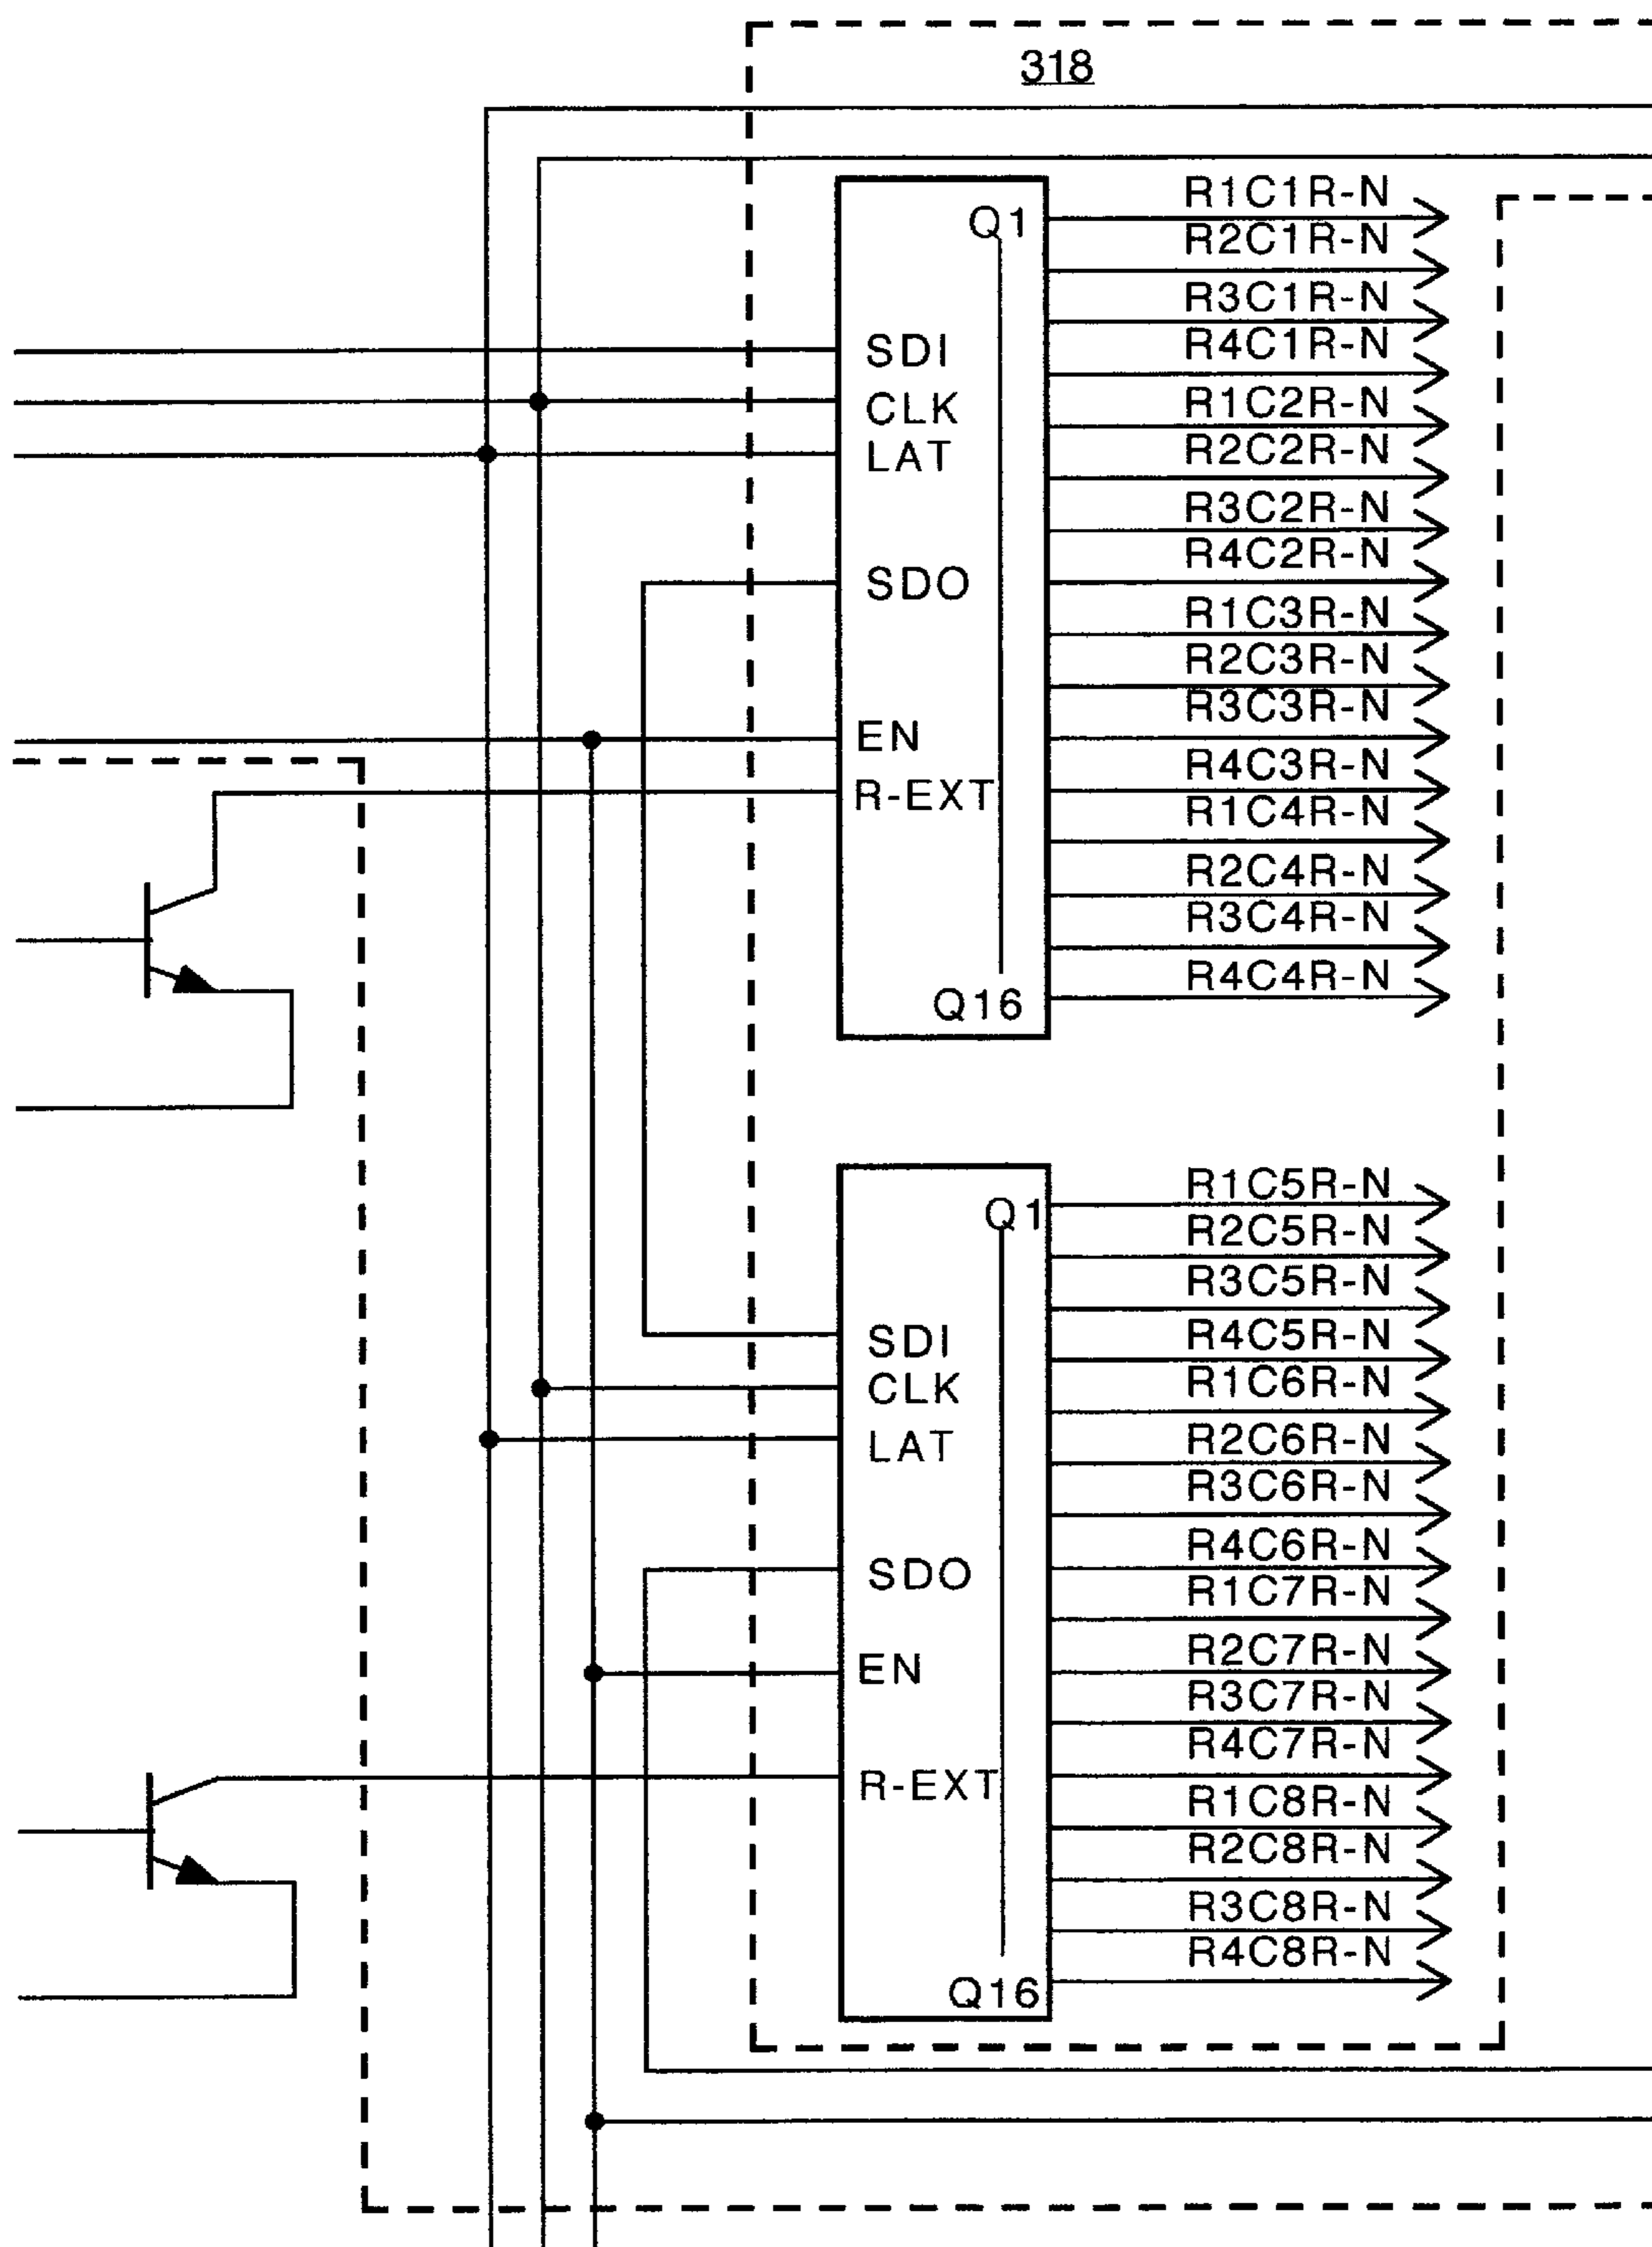 318
Q1
SDI
CLK
LAT
SDO
EN
R-EXT
Q16
R1C1R-N
R2C1R-N
R3C1R-N
R4C1R-N
R1C2R-N
R2C2R-N
R3C2R-N
R4C2R-N
R1C3R-N
R2C3R-N
R3C3R-N
R4C3R-N
R1C4R-N
R2C4R-N
R3C4R-N
R4C4R-N
Q1
SDI
CLK
LAT
SDO
EN
R-EXT
Q16
R1C5R-N
R2C5R-N
R3C5R-N
R4C5R-N
R1C6R-N
R2C6R-N
R3C6R-N
R4C6R-N
R1C7R-N
R2C7R-N
R3C7R-N
R4C7R-N
R1C8R-N
R2C8R-N
R3C8R-N
R4C8R-N